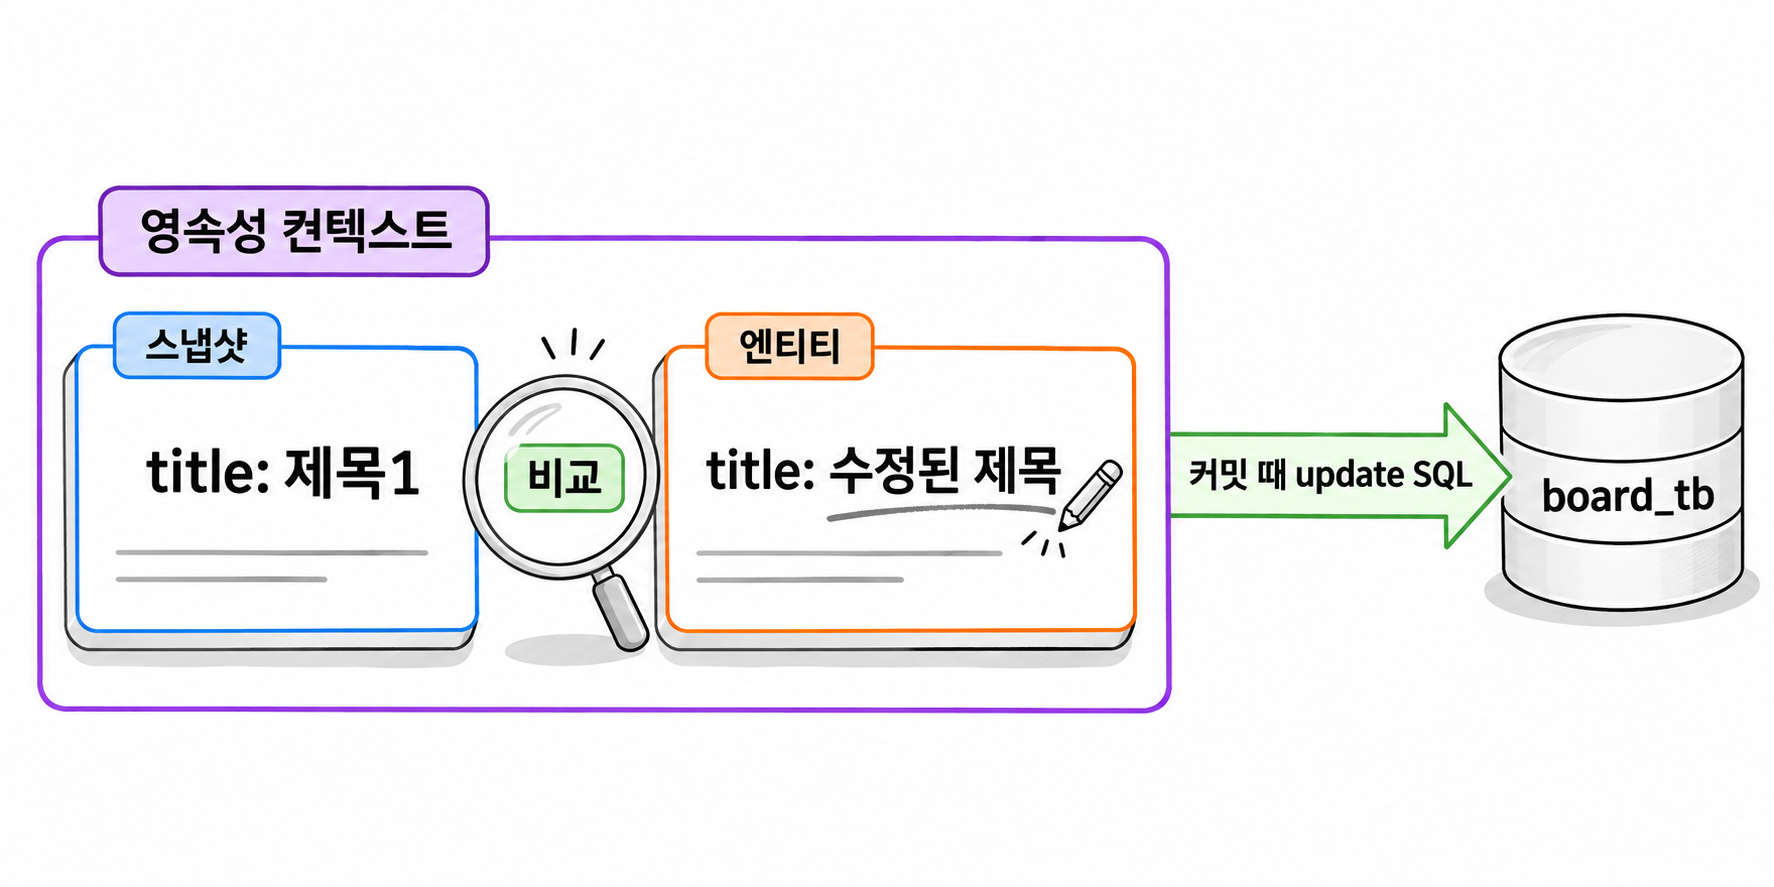 영속성 컨텍스트
스냅샷
엔티티
title: 제목1
비교
title: 수정된 제목
커밋 때 update SQL
board_tb